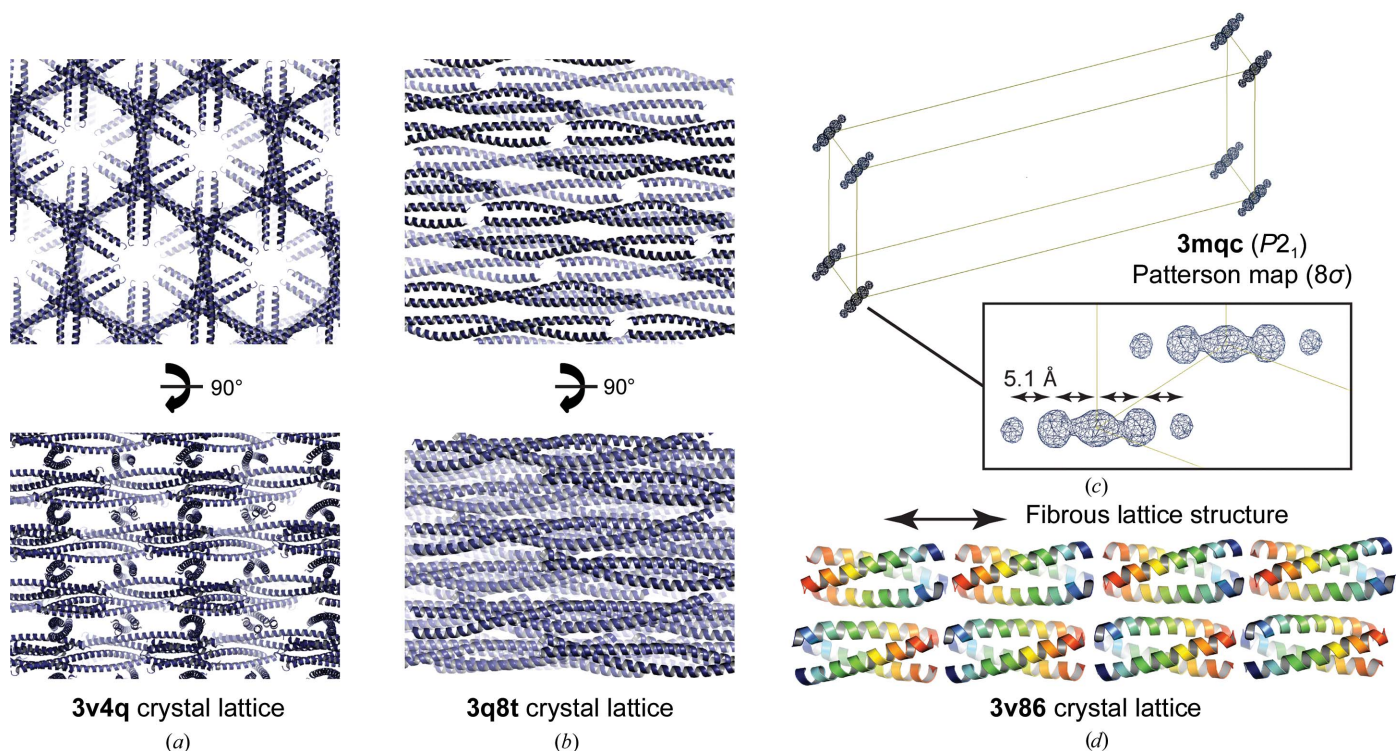 90°
3v4q crystal lattice
(a)
90°
3q8t crystal lattice
(b)
3mqc (P2₁)
Patterson map (8σ)
5.1 Å
(c)
Fibrous lattice structure
3v86 crystal lattice
(d)